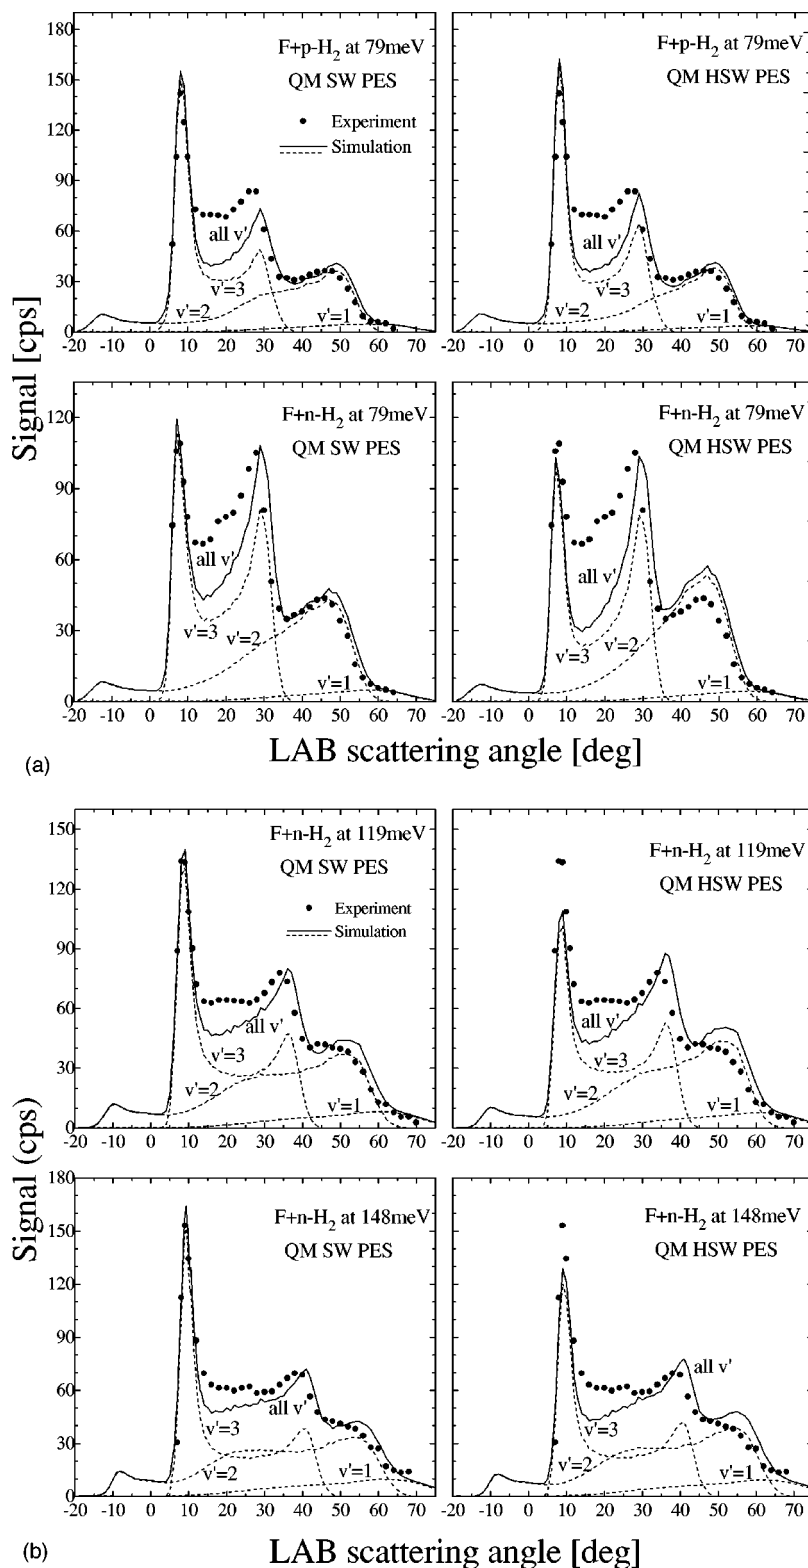 F+p-H2 at 79meV
QM SW PES
Experiment
Simulation
all v'
v'=3
v'=2
v'=1
180
150
120
90
60
30
0
-20 -10 0 10 20 30 40 50 60 70
F+p-H2 at 79meV
QM HSW PES
all v'
v'=3
v'=2
v'=1
-20 -10 0 10 20 30 40 50 60 70
Signal [cps]
F+n-H2 at 79meV
QM SW PES
all v'
v'=3
v'=2
v'=1
120
90
60
30
0
-20 -10 0 10 20 30 40 50 60 70
F+n-H2 at 79meV
QM HSW PES
all v'
v'=3
v'=2
v'=1
-20 -10 0 10 20 30 40 50 60 70
LAB scattering angle [deg]
(a)
F+n-H2 at 119meV
QM SW PES
Experiment
Simulation
all v'
v'=3
v'=2
v'=1
150
120
90
60
30
0
-20 -10 0 10 20 30 40 50 60 70
F+n-H2 at 119meV
QM HSW PES
all v'
v'=3
v'=2
v'=1
-20 -10 0 10 20 30 40 50 60 70
Signal (cps)
F+n-H2 at 148meV
QM SW PES
all v'
v'=3
v'=2
v'=1
180
150
120
90
60
30
0
-20 -10 0 10 20 30 40 50 60 70
F+n-H2 at 148meV
QM HSW PES
all v'
v'=3
v'=2
v'=1
-20 -10 0 10 20 30 40 50 60 70
(b)
LAB scattering angle [deg]